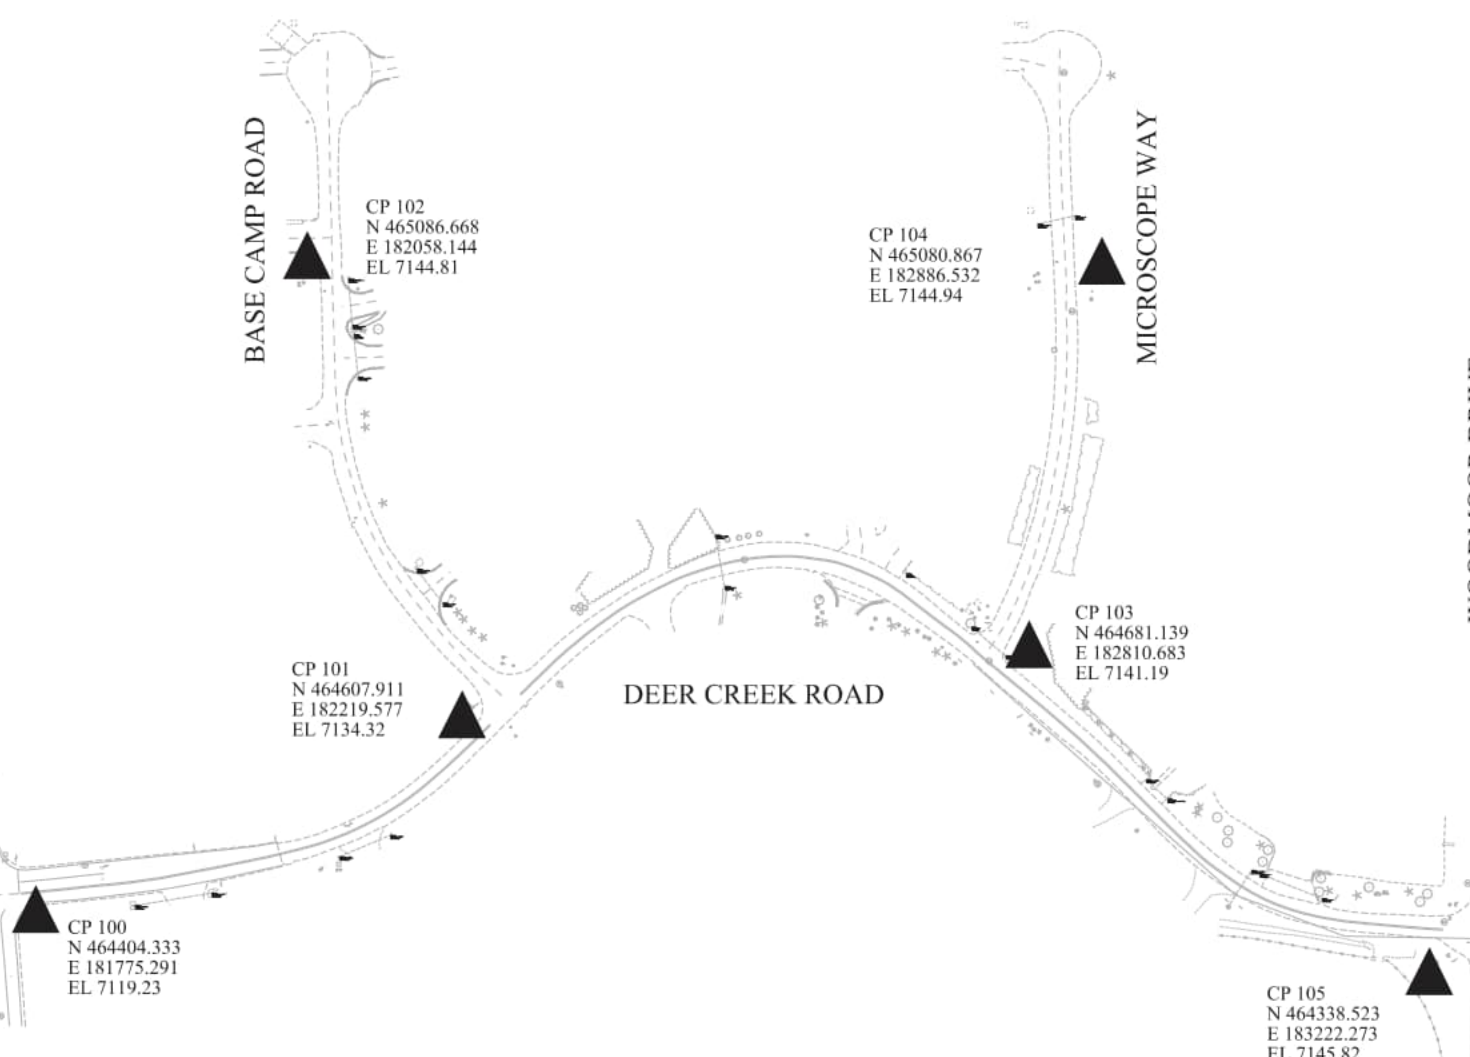 BASE CAMP ROAD
CP 102
N 465086.668
E 182058.144
EL 7144.81
CP 104
N 465080.867
E 182886.532
EL 7144.94
MICROSCOPE WAY
CP 103
N 464681.139
E 182810.683
EL 7141.19
CP 101
N 464607.911
E 182219.577
EL 7134.32
DEER CREEK ROAD
CP 100
N 464404.333
E 181775.291
EL 7119.23
CP 105
N 464338.523
E 183222.273
EL 7145.82